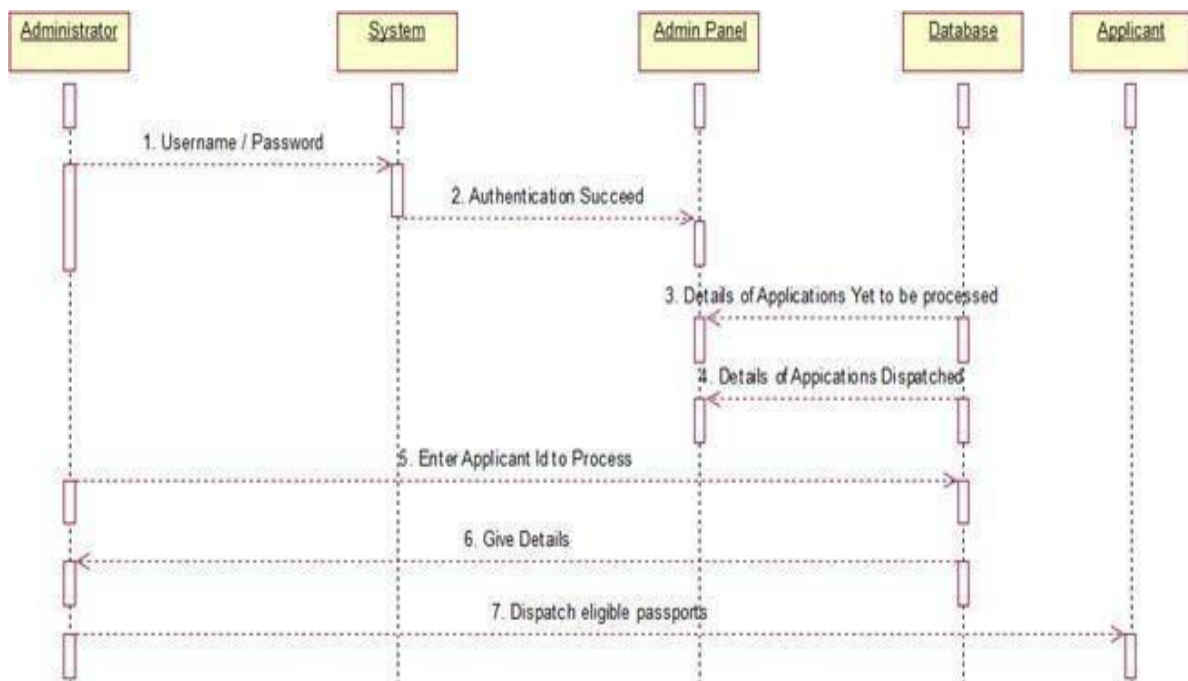 Administrator
System
Admin Panel
Database
Applicant
1. Username / Password
2. Authentication Succeed
3. Details of Applications Yet to be processed
4. Details of Appications Dispatched
5. Enter Applicant Id to Process
6. Give Details
7. Dispatch eligible passports